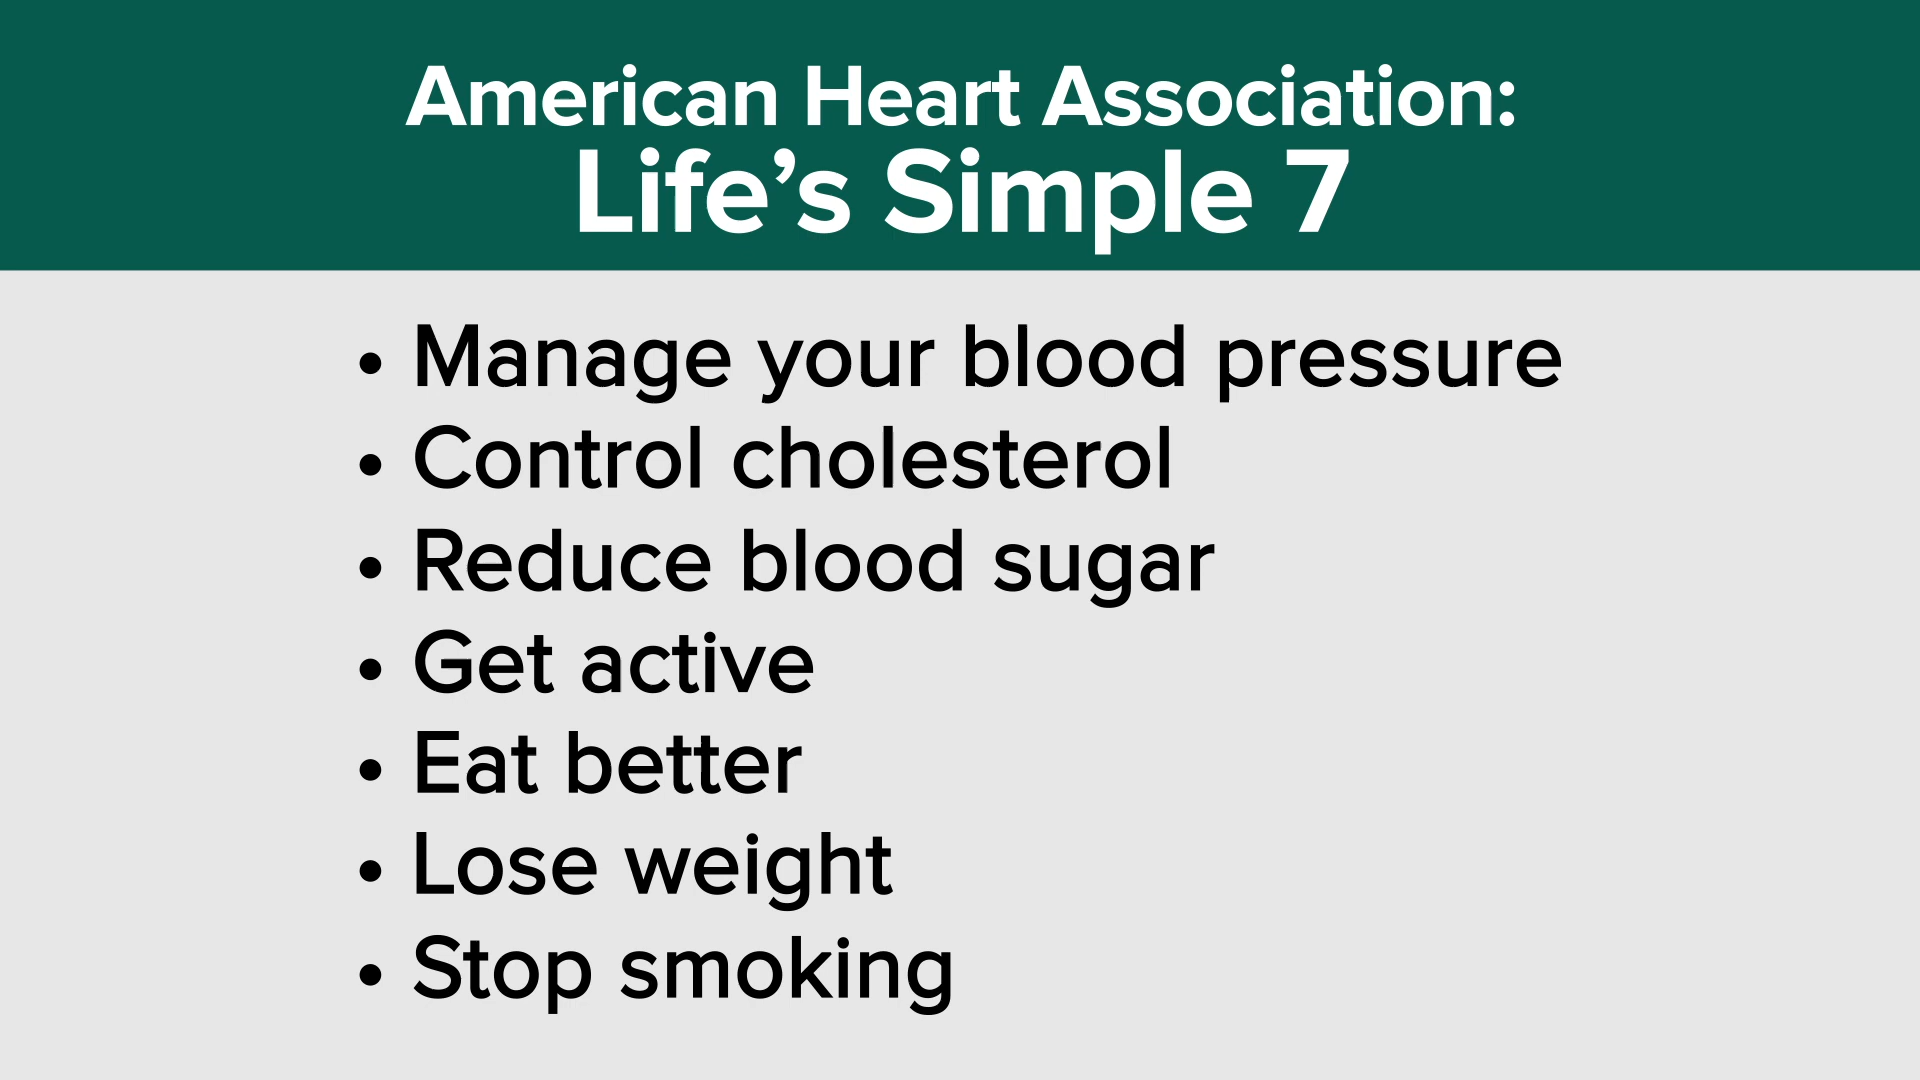 American Heart Association:
Life’s Simple 7
• Manage your blood pressure
• Control cholesterol
• Reduce blood sugar
• Get active
• Eat better
• Lose weight
• Stop smoking